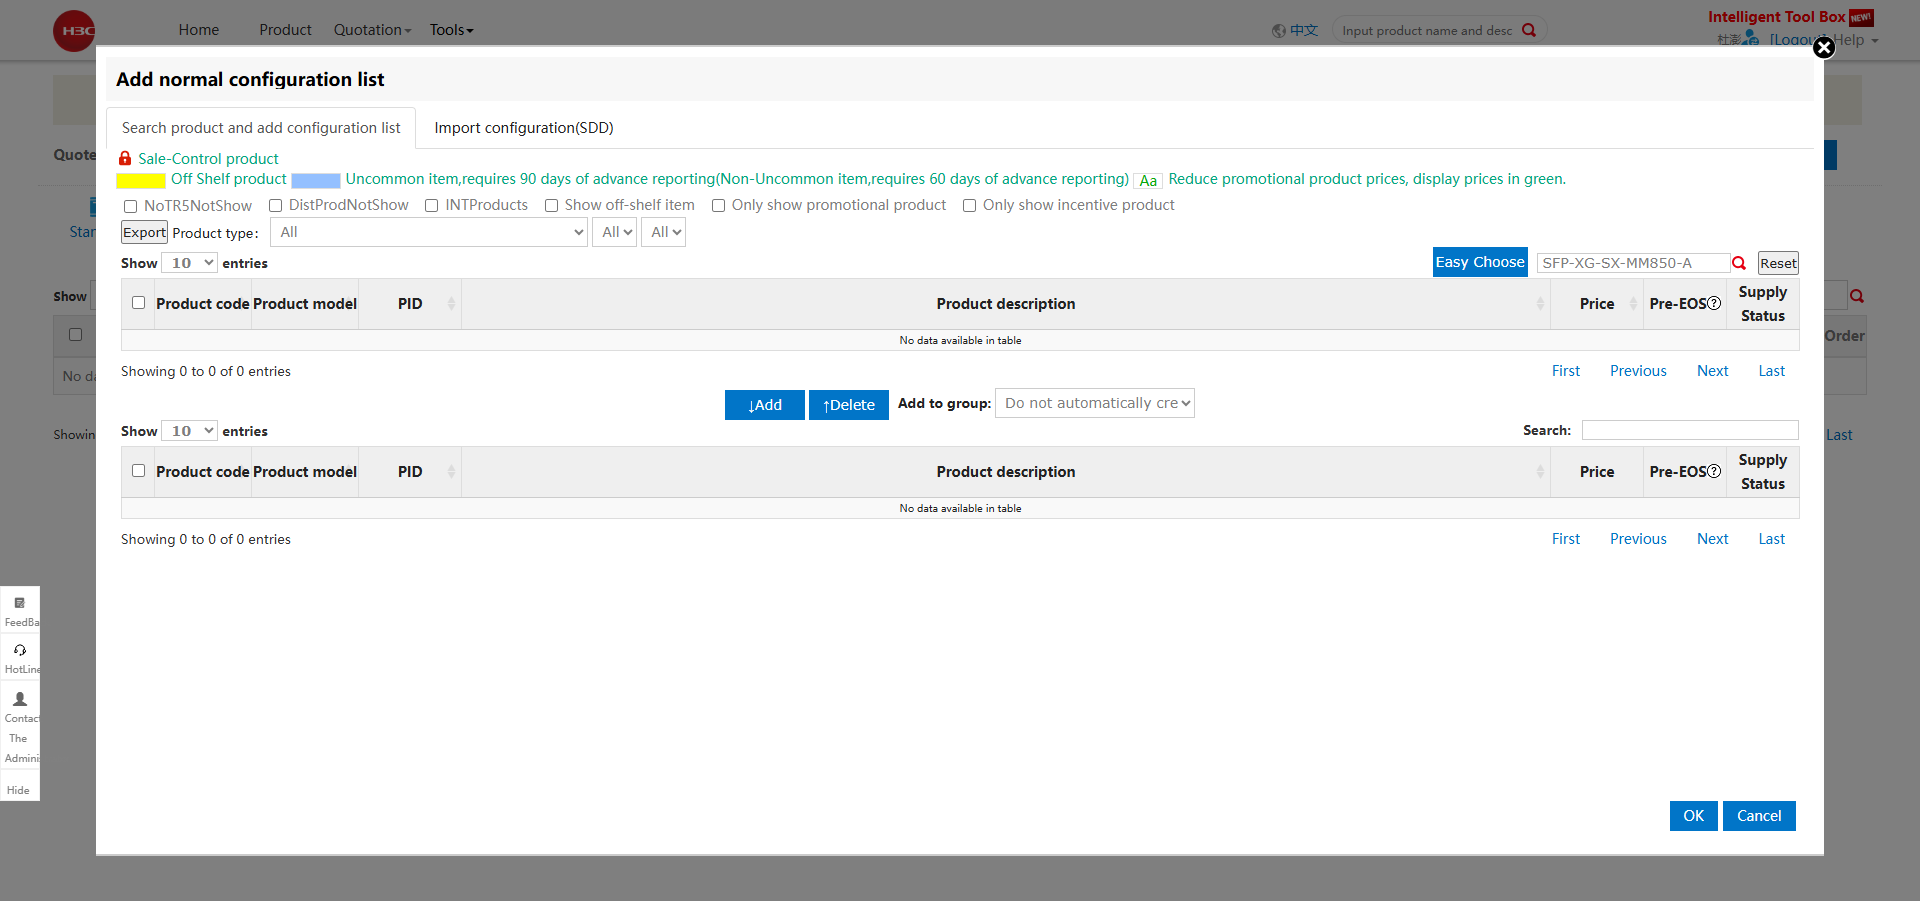 H3C Home Product Quotation Tools 中文 Input product name and desc Intelligent Tool Box NEW!
杜澎 [Logout] Help
Add normal configuration list
Search product and add configuration list Import configuration(SDD)
Quote
Sale-Control product
Off Shelf product Uncommon item,requires 90 days of advance reporting(Non-Uncommon item,requires 60 days of advance reporting) Aa Reduce promotional product prices, display prices in green.
NoTR5NotShow DistProdNotShow INTProducts Show off-shelf item Only show promotional product Only show incentive product
Star
Export Product type: All All All
Show 10 entries Easy Choose SFP-XG-SX-MM850-A Reset
Show
Product code Product model PID Product description Price Pre-EOS? Supply Status
Order
No data available in table
Showing 0 to 0 of 0 entries First Previous Next Last
No da
↓Add ↑Delete Add to group: Do not automatically cre
Show 10 entries Search:
Showin Last
Product code Product model PID Product description Price Pre-EOS? Supply Status
No data available in table
Showing 0 to 0 of 0 entries First Previous Next Last
FeedBa
HotLine
Contact
The
Adminis
Hide
OK Cancel